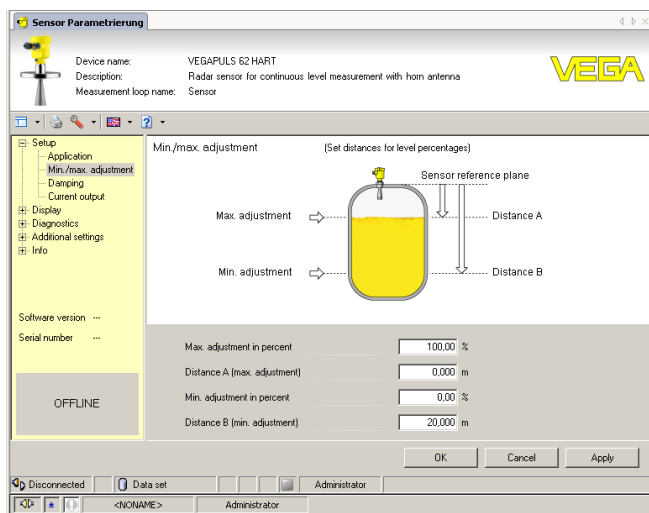 Sensor Parametrierung
Device name: VEGAPULS 62 HART
Description: Radar sensor for continuous level measurement with horn antenna
Measurement loop name: Sensor
VEGA
Setup
Application
Min./max. adjustment
Damping
Current output
Display
Diagnostics
Additional settings
Info
Software version ---
Serial number ---
OFFLINE
Min./max. adjustment (Set distances for level percentages)
Sensor reference plane
Max. adjustment Distance A
Min. adjustment Distance B
Max. adjustment in percent 100,00 %
Distance A (max. adjustment) 0,000 m
Min. adjustment in percent 0,00 %
Distance B (min. adjustment) 20,000 m
OK Cancel Apply
Disconnected Data set Administrator
<NONAME> Administrator